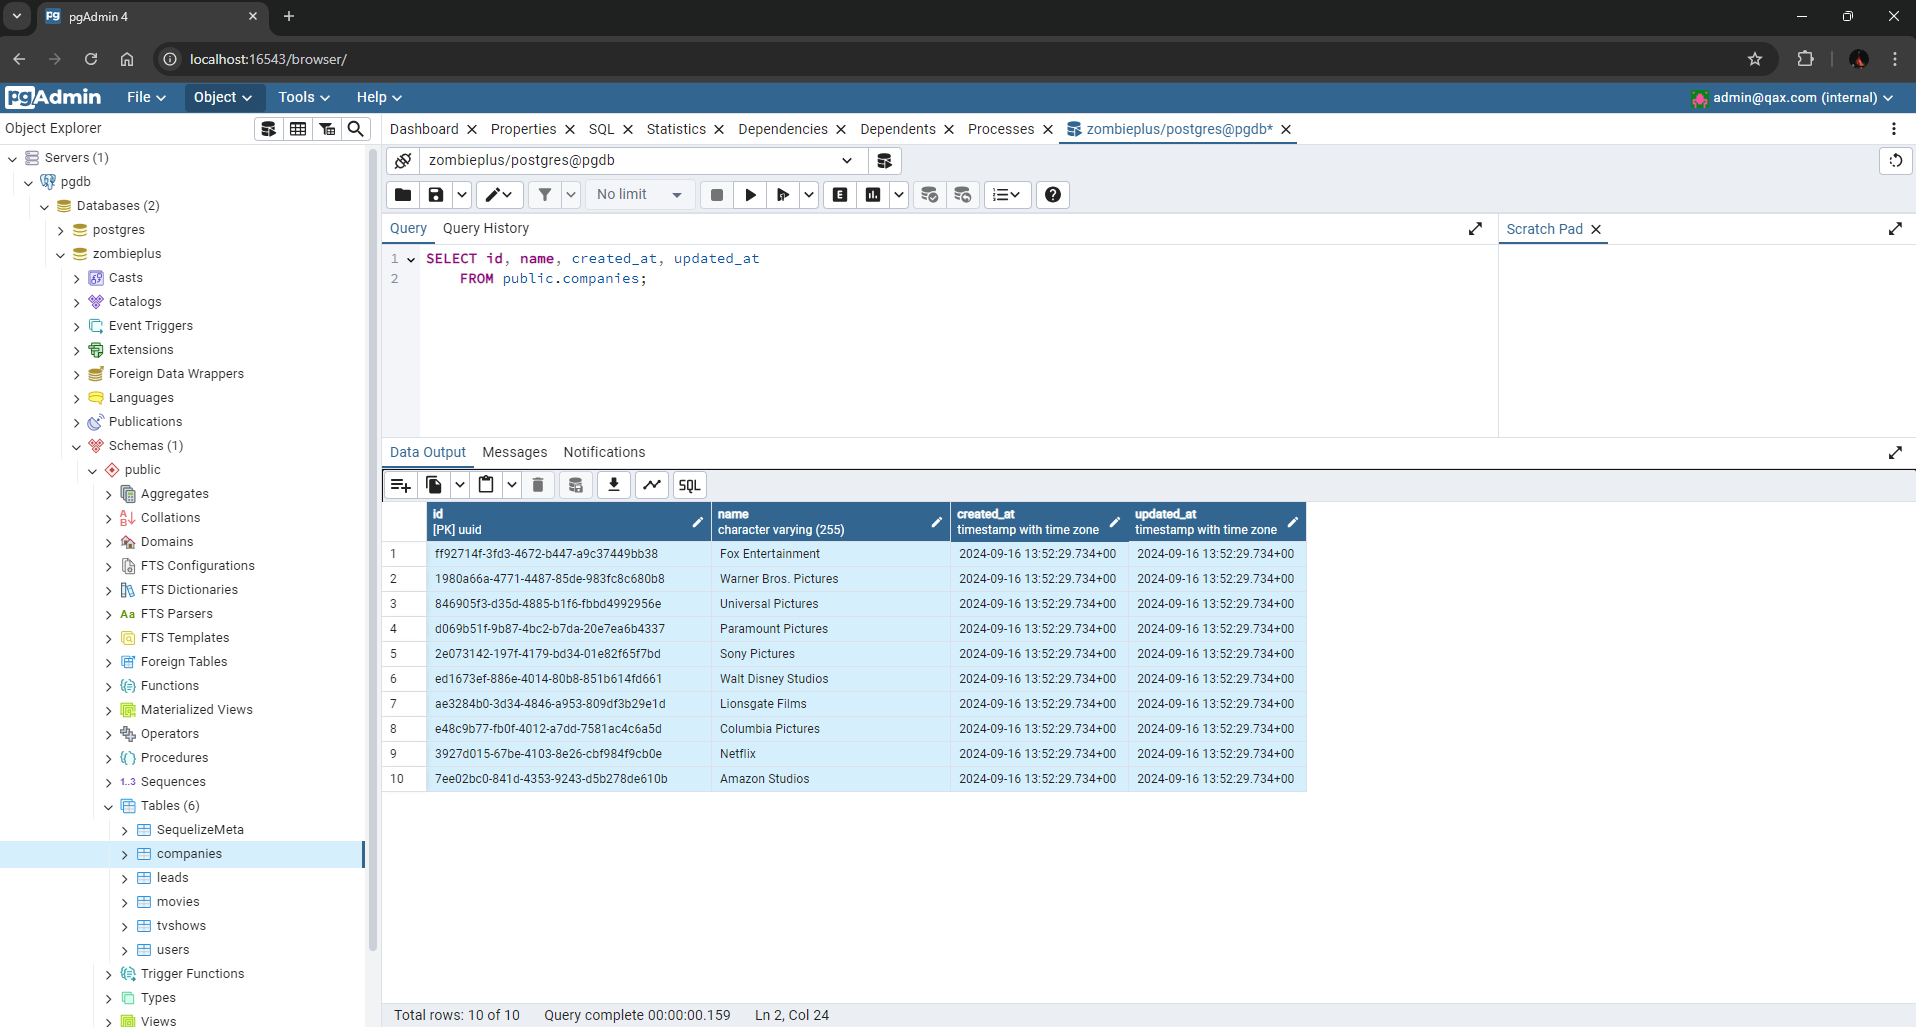 pgAdmin 4
localhost:16543/browser/
pgAdmin File Object Tools Help admin@qax.com (internal)
Object Explorer
Dashboard Properties SQL Statistics Dependencies Dependents Processes zombieplus/postgres@pgdb*
zombieplus/postgres@pgdb
No limit E
Query Query History Scratch Pad
1 SELECT id, name, created_at, updated_at
2 FROM public.companies;
Servers (1)
pgdb
Databases (2)
postgres
zombieplus
Casts
Catalogs
Event Triggers
Extensions
Foreign Data Wrappers
Languages
Publications
Schemas (1)
public
Aggregates
Collations
Domains
FTS Configurations
FTS Dictionaries
Aa FTS Parsers
FTS Templates
Foreign Tables
Functions
Materialized Views
Operators
Procedures
1..3 Sequences
Tables (6)
SequelizeMeta
companies
leads
movies
tvshows
users
Trigger Functions
Types
Views
Data Output Messages Notifications
SQL
id name created_at updated_at
[PK] uuid character varying (255) timestamp with time zone timestamp with time zone
1 ff92714f-3fd3-4672-b447-a9c37449bb38 Fox Entertainment 2024-09-16 13:52:29.734+00 2024-09-16 13:52:29.734+00
2 1980a66a-4771-4487-85de-983fc8c680b8 Warner Bros. Pictures 2024-09-16 13:52:29.734+00 2024-09-16 13:52:29.734+00
3 846905f3-d35d-4885-b1f6-fbbd4992956e Universal Pictures 2024-09-16 13:52:29.734+00 2024-09-16 13:52:29.734+00
4 d069b51f-9b87-4bc2-b7da-20e7ea6b4337 Paramount Pictures 2024-09-16 13:52:29.734+00 2024-09-16 13:52:29.734+00
5 2e073142-197f-4179-bd34-01e82f65f7bd Sony Pictures 2024-09-16 13:52:29.734+00 2024-09-16 13:52:29.734+00
6 ed1673ef-886e-4014-80b8-851b614fd661 Walt Disney Studios 2024-09-16 13:52:29.734+00 2024-09-16 13:52:29.734+00
7 ae3284b0-3d34-4846-a953-809df3b29e1d Lionsgate Films 2024-09-16 13:52:29.734+00 2024-09-16 13:52:29.734+00
8 e48c9b77-fb0f-4012-a7dd-7581ac4c6a5d Columbia Pictures 2024-09-16 13:52:29.734+00 2024-09-16 13:52:29.734+00
9 3927d015-67be-4103-8e26-cbf984f9cb0e Netflix 2024-09-16 13:52:29.734+00 2024-09-16 13:52:29.734+00
10 7ee02bc0-841d-4353-9243-d5b278de610b Amazon Studios 2024-09-16 13:52:29.734+00 2024-09-16 13:52:29.734+00
Total rows: 10 of 10 Query complete 00:00:00.159 Ln 2, Col 24